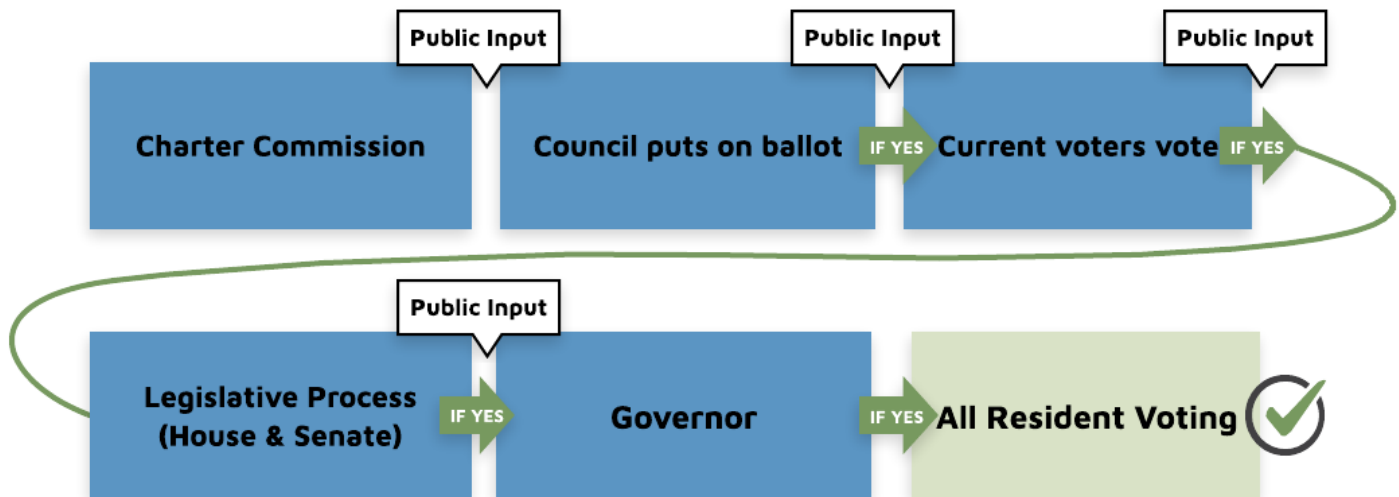 Public Input
Public Input
Public Input
Charter Commission
Council puts on ballot
IF YES
Current voters vote
IF YES
Public Input
Legislative Process
(House & Senate)
IF YES
Governor
IF YES
All Resident Voting